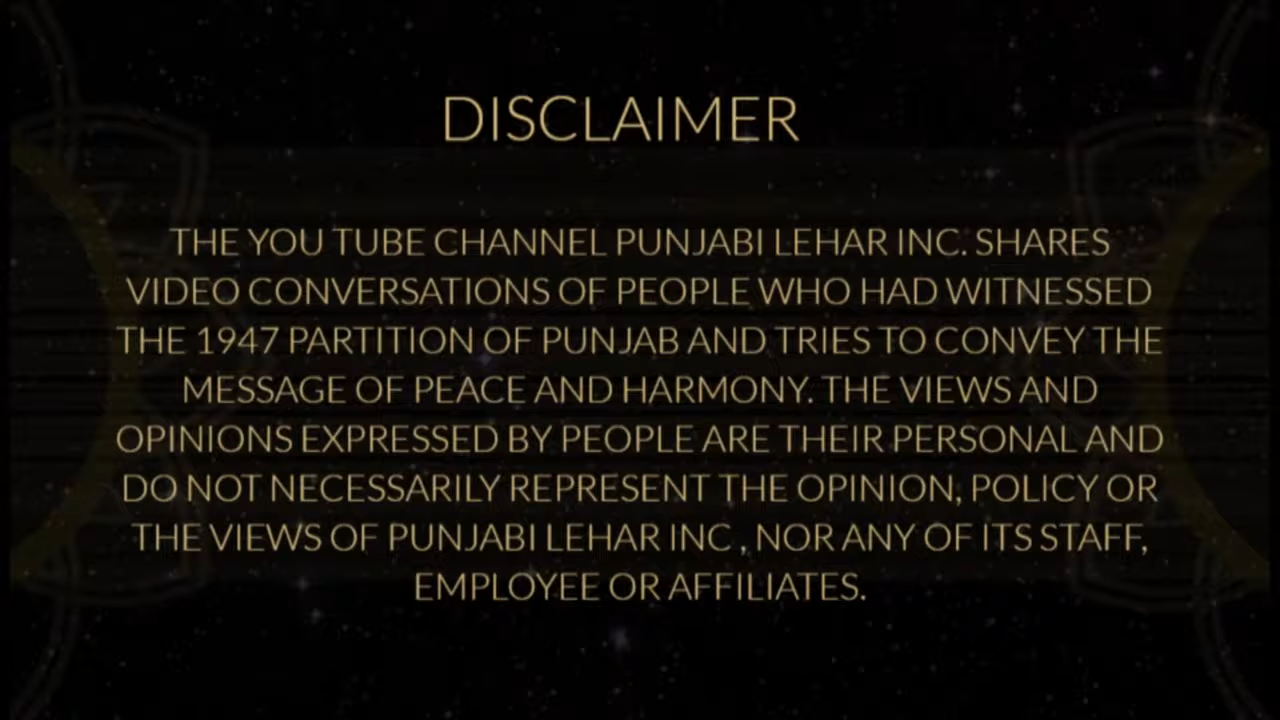 DISCLAIMER
THE YOU TUBE CHANNEL PUNJABI LEHAR INC. SHARES
VIDEO CONVERSATIONS OF PEOPLE WHO HAD WITNESSED
THE 1947 PARTITION OF PUNJAB AND TRIES TO CONVEY THE
MESSAGE OF PEACE AND HARMONY. THE VIEWS AND
OPINIONS EXPRESSED BY PEOPLE ARE THEIR PERSONAL AND
DO NOT NECESSARILY REPRESENT THE OPINION, POLICY OR
THE VIEWS OF PUNJABI LEHAR INC , NOR ANY OF ITS STAFF,
EMPLOYEE OR AFFILIATES.